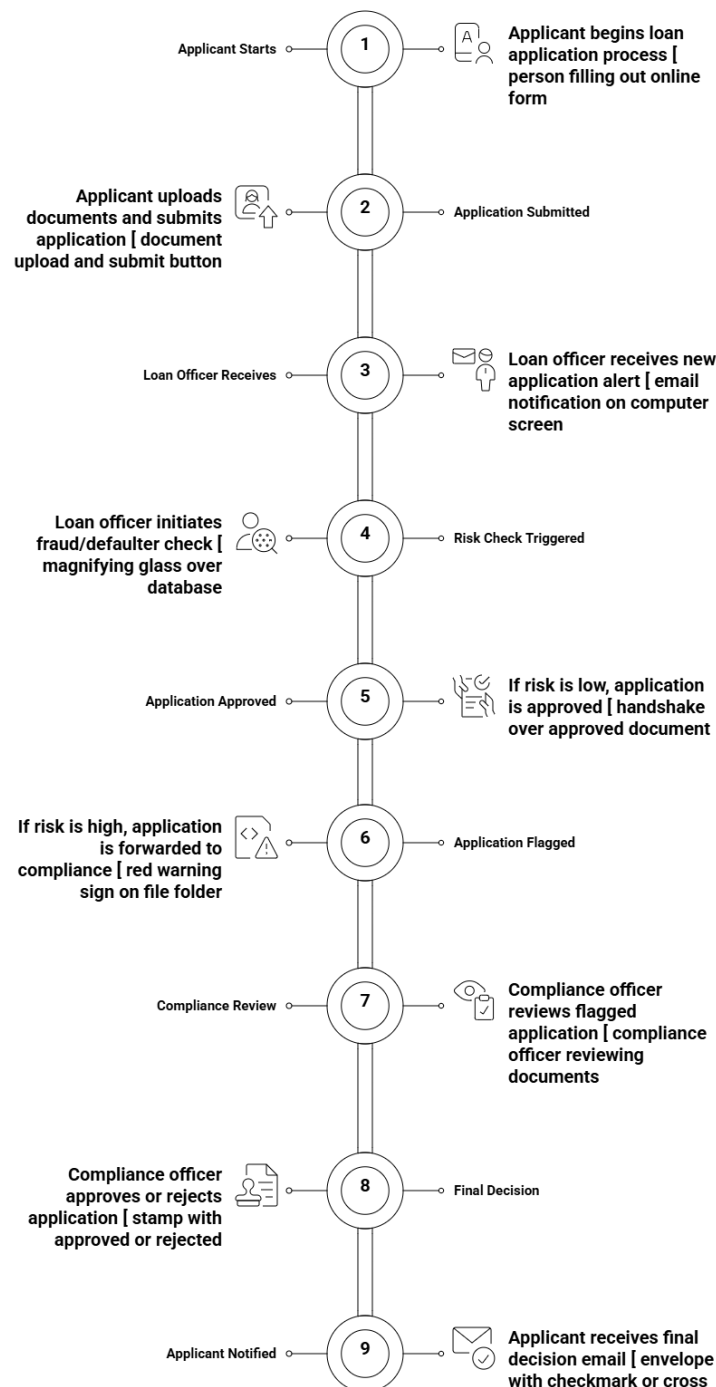 Applicant Starts
1
Applicant begins loan
application process [
person filling out online
form
Applicant uploads
documents and submits
application [ document
upload and submit button
2
Application Submitted
Loan Officer Receives
3
Loan officer receives new
application alert [ email
notification on computer
screen
Loan officer initiates
fraud/defaulter check [
magnifying glass over
database
4
Risk Check Triggered
Application Approved
5
If risk is low, application
is approved [ handshake
over approved document
If risk is high, application
is forwarded to
compliance [ red warning
sign on file folder
6
Application Flagged
Compliance Review
7
Compliance officer
reviews flagged
application [ compliance
officer reviewing
documents
Compliance officer
approves or rejects
application [ stamp with
approved or rejected
8
Final Decision
Applicant Notified
9
Applicant receives final
decision email [ envelope
with checkmark or cross